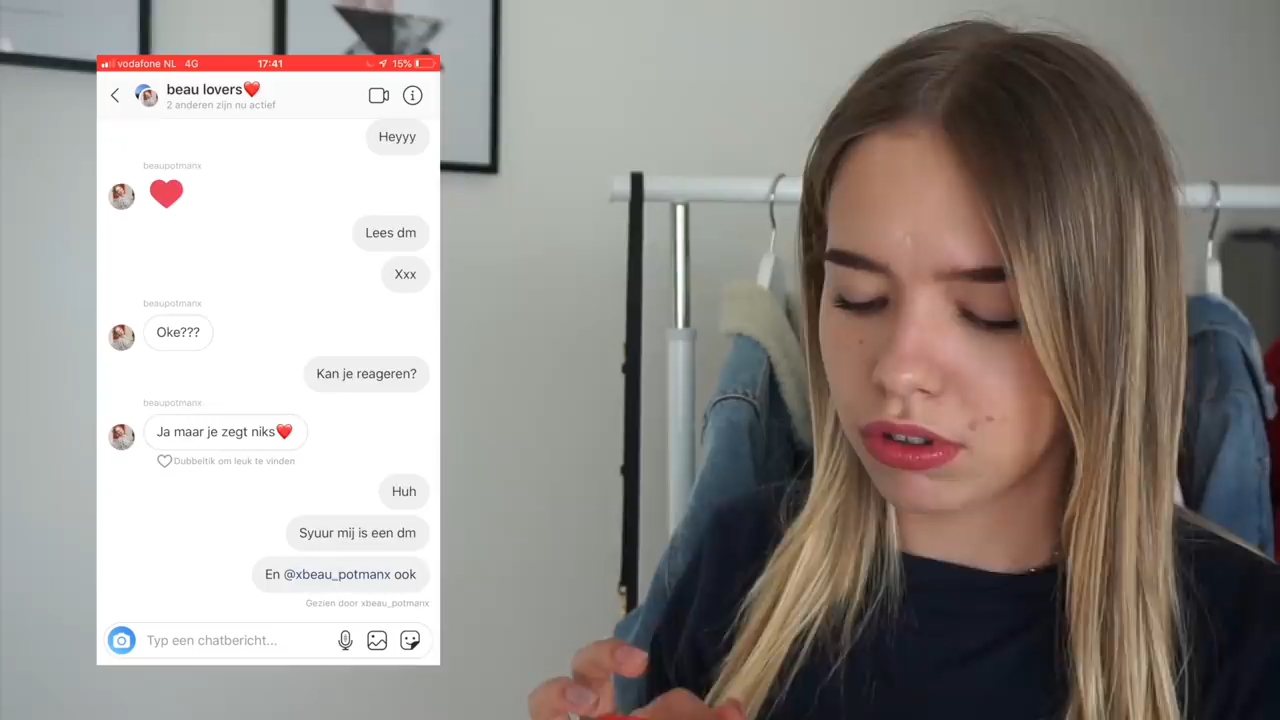 vodafone NL 4G 17:41 15%
beau lovers❤️
2 anderen zijn nu actief
Heyyy
beaupotmanx
Lees dm
Xxx
beaupotmanx
Oke???
Kan je reageren?
beaupotmanx
Ja maar je zegt niks❤️
Dubbeltik om leuk te vinden
Huh
Syuur mij is een dm
En @xbeau_potmanx ook
Gezien door xbeau_potmanx
Typ een chatbericht...